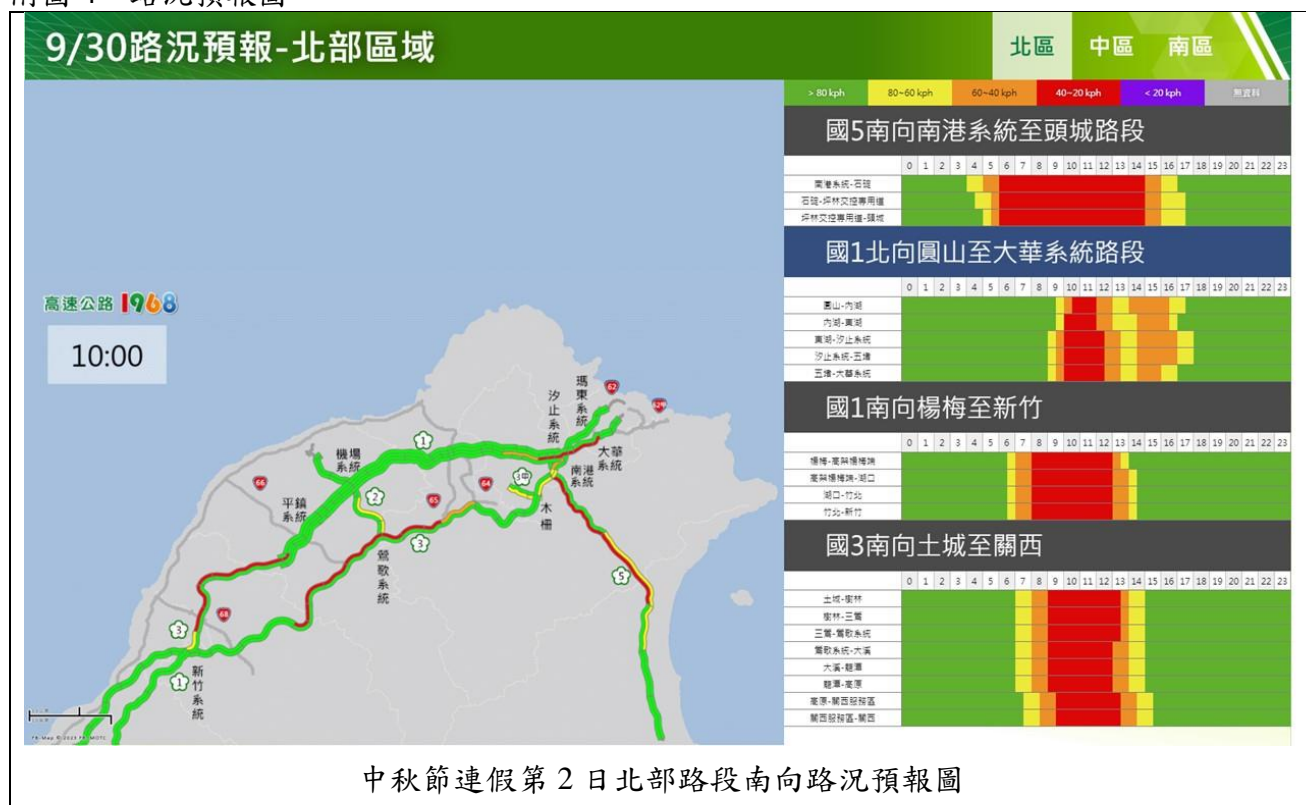 附圖 4 路況預報圖
9/30路況預報-北部區域
北區 中區 南區
> 80 kph 80~60 kph 60~40 kph 40~20 kph < 20 kph 無資料
國5南向南港系統至頭城路段
0 1 2 3 4 5 6 7 8 9 10 11 12 13 14 15 16 17 18 19 20 21 22 23
南港系統-石碇
石碇-坪林交控專用道
坪林交控專用道-頭城
國1北向圓山至大華系統路段
0 1 2 3 4 5 6 7 8 9 10 11 12 13 14 15 16 17 18 19 20 21 22 23
圓山-內湖
內湖-東湖
東湖-汐止系統
汐止系統-五堵
五堵-大華系統
國1南向楊梅至新竹
0 1 2 3 4 5 6 7 8 9 10 11 12 13 14 15 16 17 18 19 20 21 22 23
楊梅-高架楊梅端
高架楊梅端-湖口
湖口-竹北
竹北-新竹
國3南向土城至關西
0 1 2 3 4 5 6 7 8 9 10 11 12 13 14 15 16 17 18 19 20 21 22 23
土城-樹林
樹林-三鶯
三鶯-鶯歌系統
鶯歌系統-大溪
大溪-龍潭
龍潭-高原
高原-關西服務區
關西服務區-關西
高速公路1968
10:00
瑪東系統
62
汐止系統
62甲
大華系統
1
機場系統
南港系統
3甲
66
64
2
65
平鎮系統
木柵
3
鶯歌系統
5
68
3
新竹系統
1
中秋節連假第 2 日北部路段南向路況預報圖